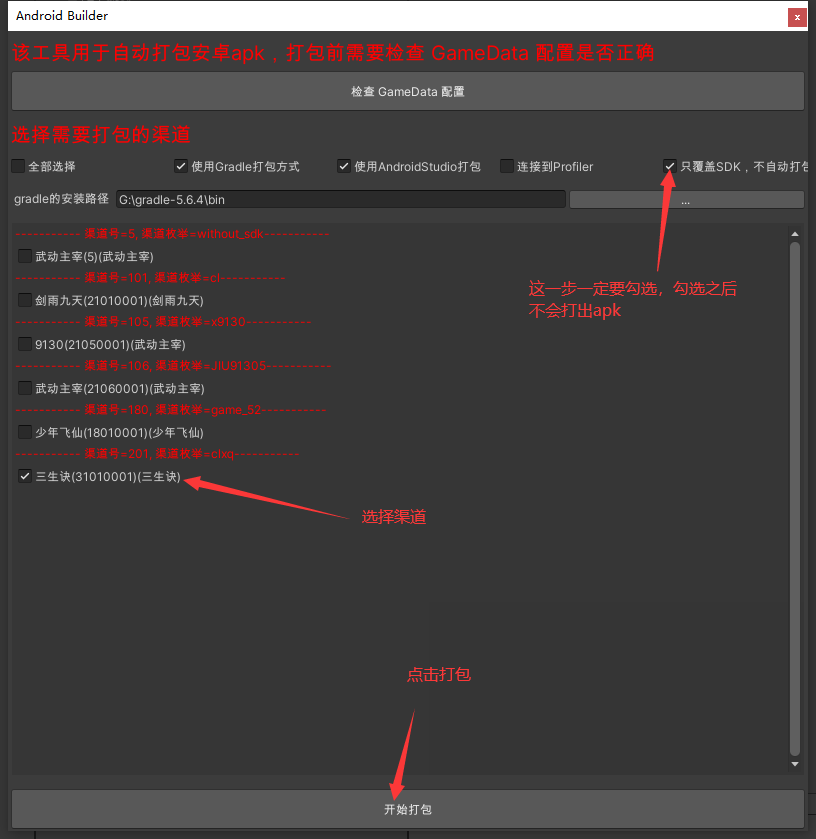 Android Builder
x
该工具用于自动打包安卓apk，打包前需要检查 GameData 配置是否正确
检查 GameData 配置
选择需要打包的渠道
全部选择 使用Gradle打包方式 使用AndroidStudio打包 连接到Profiler 只覆盖SDK，不自动打包
gradle的安装路径 G:\gradle-5.6.4\bin ...
----------- 渠道号=5, 渠道枚举=without_sdk-----------
武动主宰(5)(武动主宰)
----------- 渠道号=101, 渠道枚举=cl-----------
剑雨九天(21010001)(剑雨九天)
这一步一定要勾选，勾选之后
不会打出apk
----------- 渠道号=105, 渠道枚举=x9130-----------
9130(21050001)(武动主宰)
----------- 渠道号=106, 渠道枚举=JIU91305-----------
武动主宰(21060001)(武动主宰)
----------- 渠道号=180, 渠道枚举=game_52-----------
少年飞仙(18010001)(少年飞仙)
----------- 渠道号=201, 渠道枚举=clxq-----------
三生诀(31010001)(三生诀)
选择渠道
点击打包
开始打包